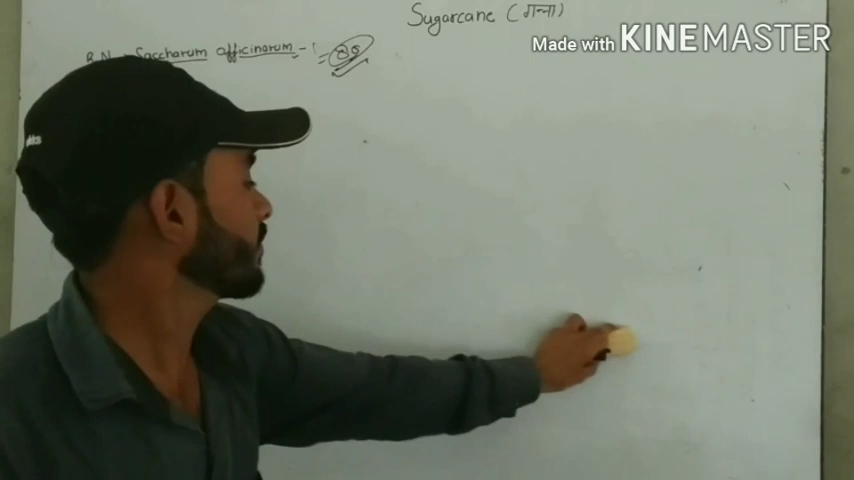 Sugarcane (गन्ना)
Made with KINEMASTER
B.N. - Saccharum officinarum - !